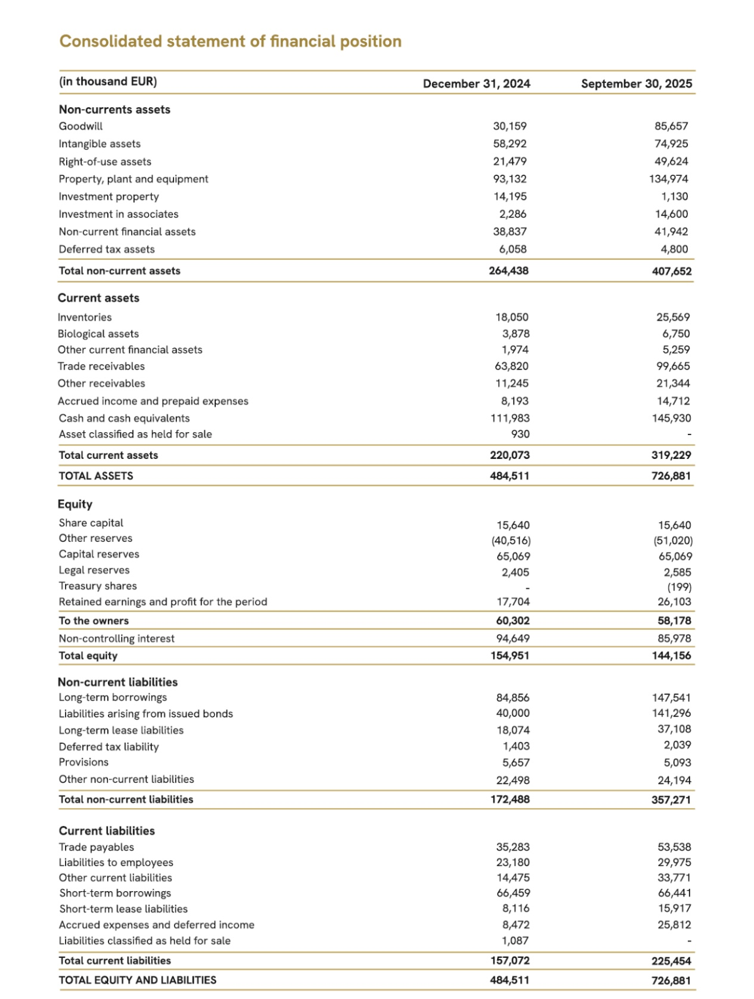 Consolidated statement of financial position
(in thousand EUR) December 31, 2024 September 30, 2025
Non-currents assets
Goodwill 30,159 85,657
Intangible assets 58,292 74,925
Right-of-use assets 21,479 49,624
Property, plant and equipment 93,132 134,974
Investment property 14,195 1,130
Investment in associates 2,286 14,600
Non-current financial assets 38,837 41,942
Deferred tax assets 6,058 4,800
Total non-current assets 264,438 407,652
Current assets
Inventories 18,050 25,569
Biological assets 3,878 6,750
Other current financial assets 1,974 5,259
Trade receivables 63,820 99,665
Other receivables 11,245 21,344
Accrued income and prepaid expenses 8,193 14,712
Cash and cash equivalents 111,983 145,930
Asset classified as held for sale 930 -
Total current assets 220,073 319,229
TOTAL ASSETS 484,511 726,881
Equity
Share capital 15,640 15,640
Other reserves (40,516) (51,020)
Capital reserves 65,069 65,069
Legal reserves 2,405 2,585
Treasury shares - (199)
Retained earnings and profit for the period 17,704 26,103
To the owners 60,302 58,178
Non-controlling interest 94,649 85,978
Total equity 154,951 144,156
Non-current liabilities
Long-term borrowings 84,856 147,541
Liabilities arising from issued bonds 40,000 141,296
Long-term lease liabilities 18,074 37,108
Deferred tax liability 1,403 2,039
Provisions 5,657 5,093
Other non-current liabilities 22,498 24,194
Total non-current liabilities 172,488 357,271
Current liabilities
Trade payables 35,283 53,538
Liabilities to employees 23,180 29,975
Other current liabilities 14,475 33,771
Short-term borrowings 66,459 66,441
Short-term lease liabilities 8,116 15,917
Accrued expenses and deferred income 8,472 25,812
Liabilities classified as held for sale 1,087 -
Total current liabilities 157,072 225,454
TOTAL EQUITY AND LIABILITIES 484,511 726,881